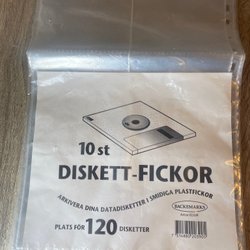 10 st
DISKETT-FICKOR
ARKIVERA DINA DATADISKETTER I SMIDIGA PLASTFICKOR
PLATS FÖR 120 DISKETTER
BACKEMARKS